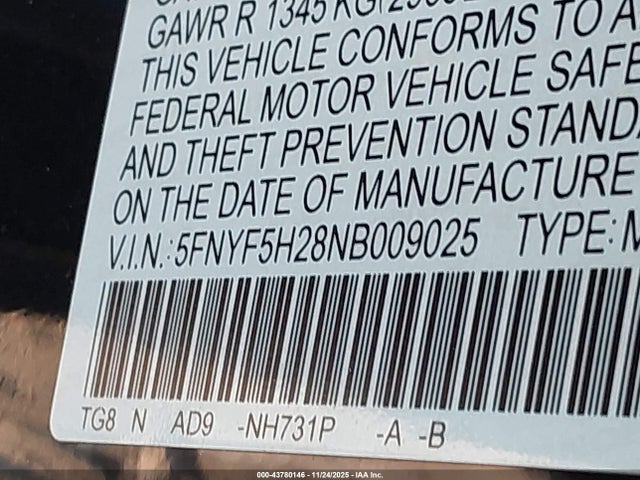 GAWR R 1345 KG
THIS VEHICLE CONFORMS TO A
FEDERAL MOTOR VEHICLE SAFE
AND THEFT PREVENTION STANDA
ON THE DATE OF MANUFACTURE
V.I.N.:5FNYF5H28NB009025 TYPE:M
TG8 N AD9 -NH731P -A -B
000-43780146 - 11/24/2025 - IAA Inc.